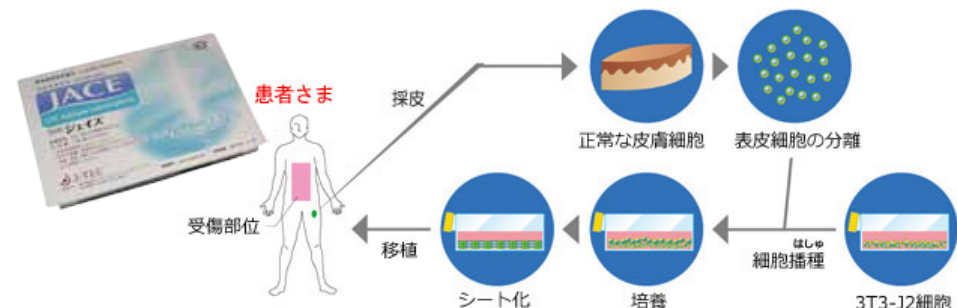 JACE
ジェイス
J-TEC
患者さま
採皮
正常な皮膚細胞
表皮細胞の分離
受傷部位
移植
シート化
培養
はしゅ
細胞播種
3T3-J2細胞